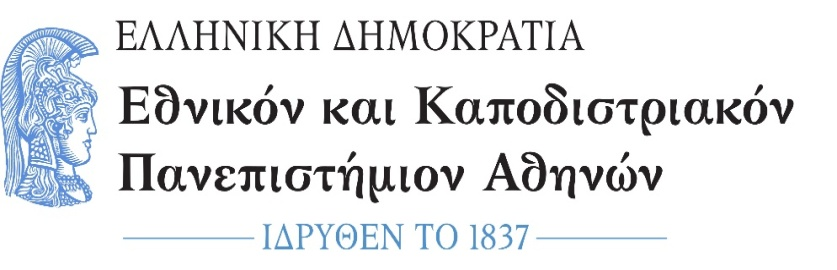 ΕΛΛΗΝΙΚΗ ΔΗΜΟΚΡΑΤΙΑ
Εθνικόν και Καποδιστριακόν
Πανεπιστήμιον Αθηνών
ΙΔΡΥΘΕΝ ΤΟ 1837